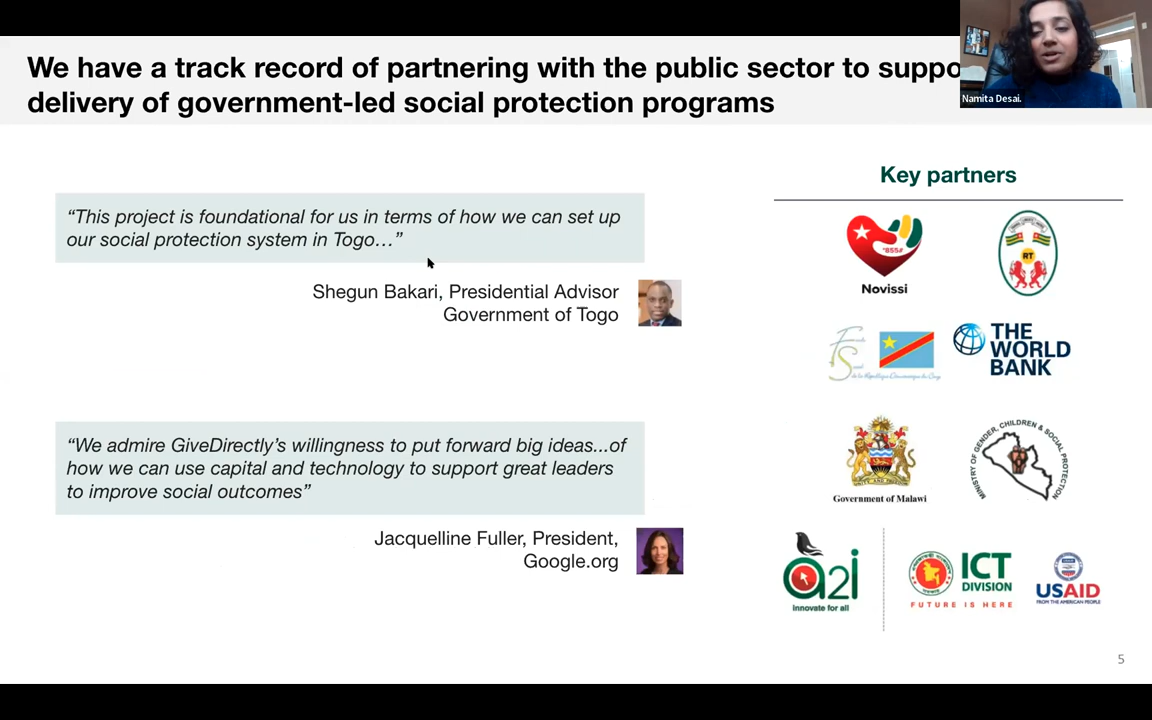 We have a track record of partnering with the public sector to suppo
delivery of government-led social protection programs
Namita Desai.
Key partners
“This project is foundational for us in terms of how we can set up
our social protection system in Togo…”
Shegun Bakari, Presidential Advisor
Government of Togo
*855#
Novissi
RT
THE
WORLD
BANK
“We admire GiveDirectly’s willingness to put forward big ideas...of
how we can use capital and technology to support great leaders
to improve social outcomes”
Jacquelline Fuller, President,
Google.org
Government of Malawi
MINISTRY OF GENDER, CHILDREN & SOCIAL PROTECTION
a2i
innovate for all
ICT
DIVISION
FUTURE IS HERE
USAID
FROM THE AMERICAN PEOPLE
5